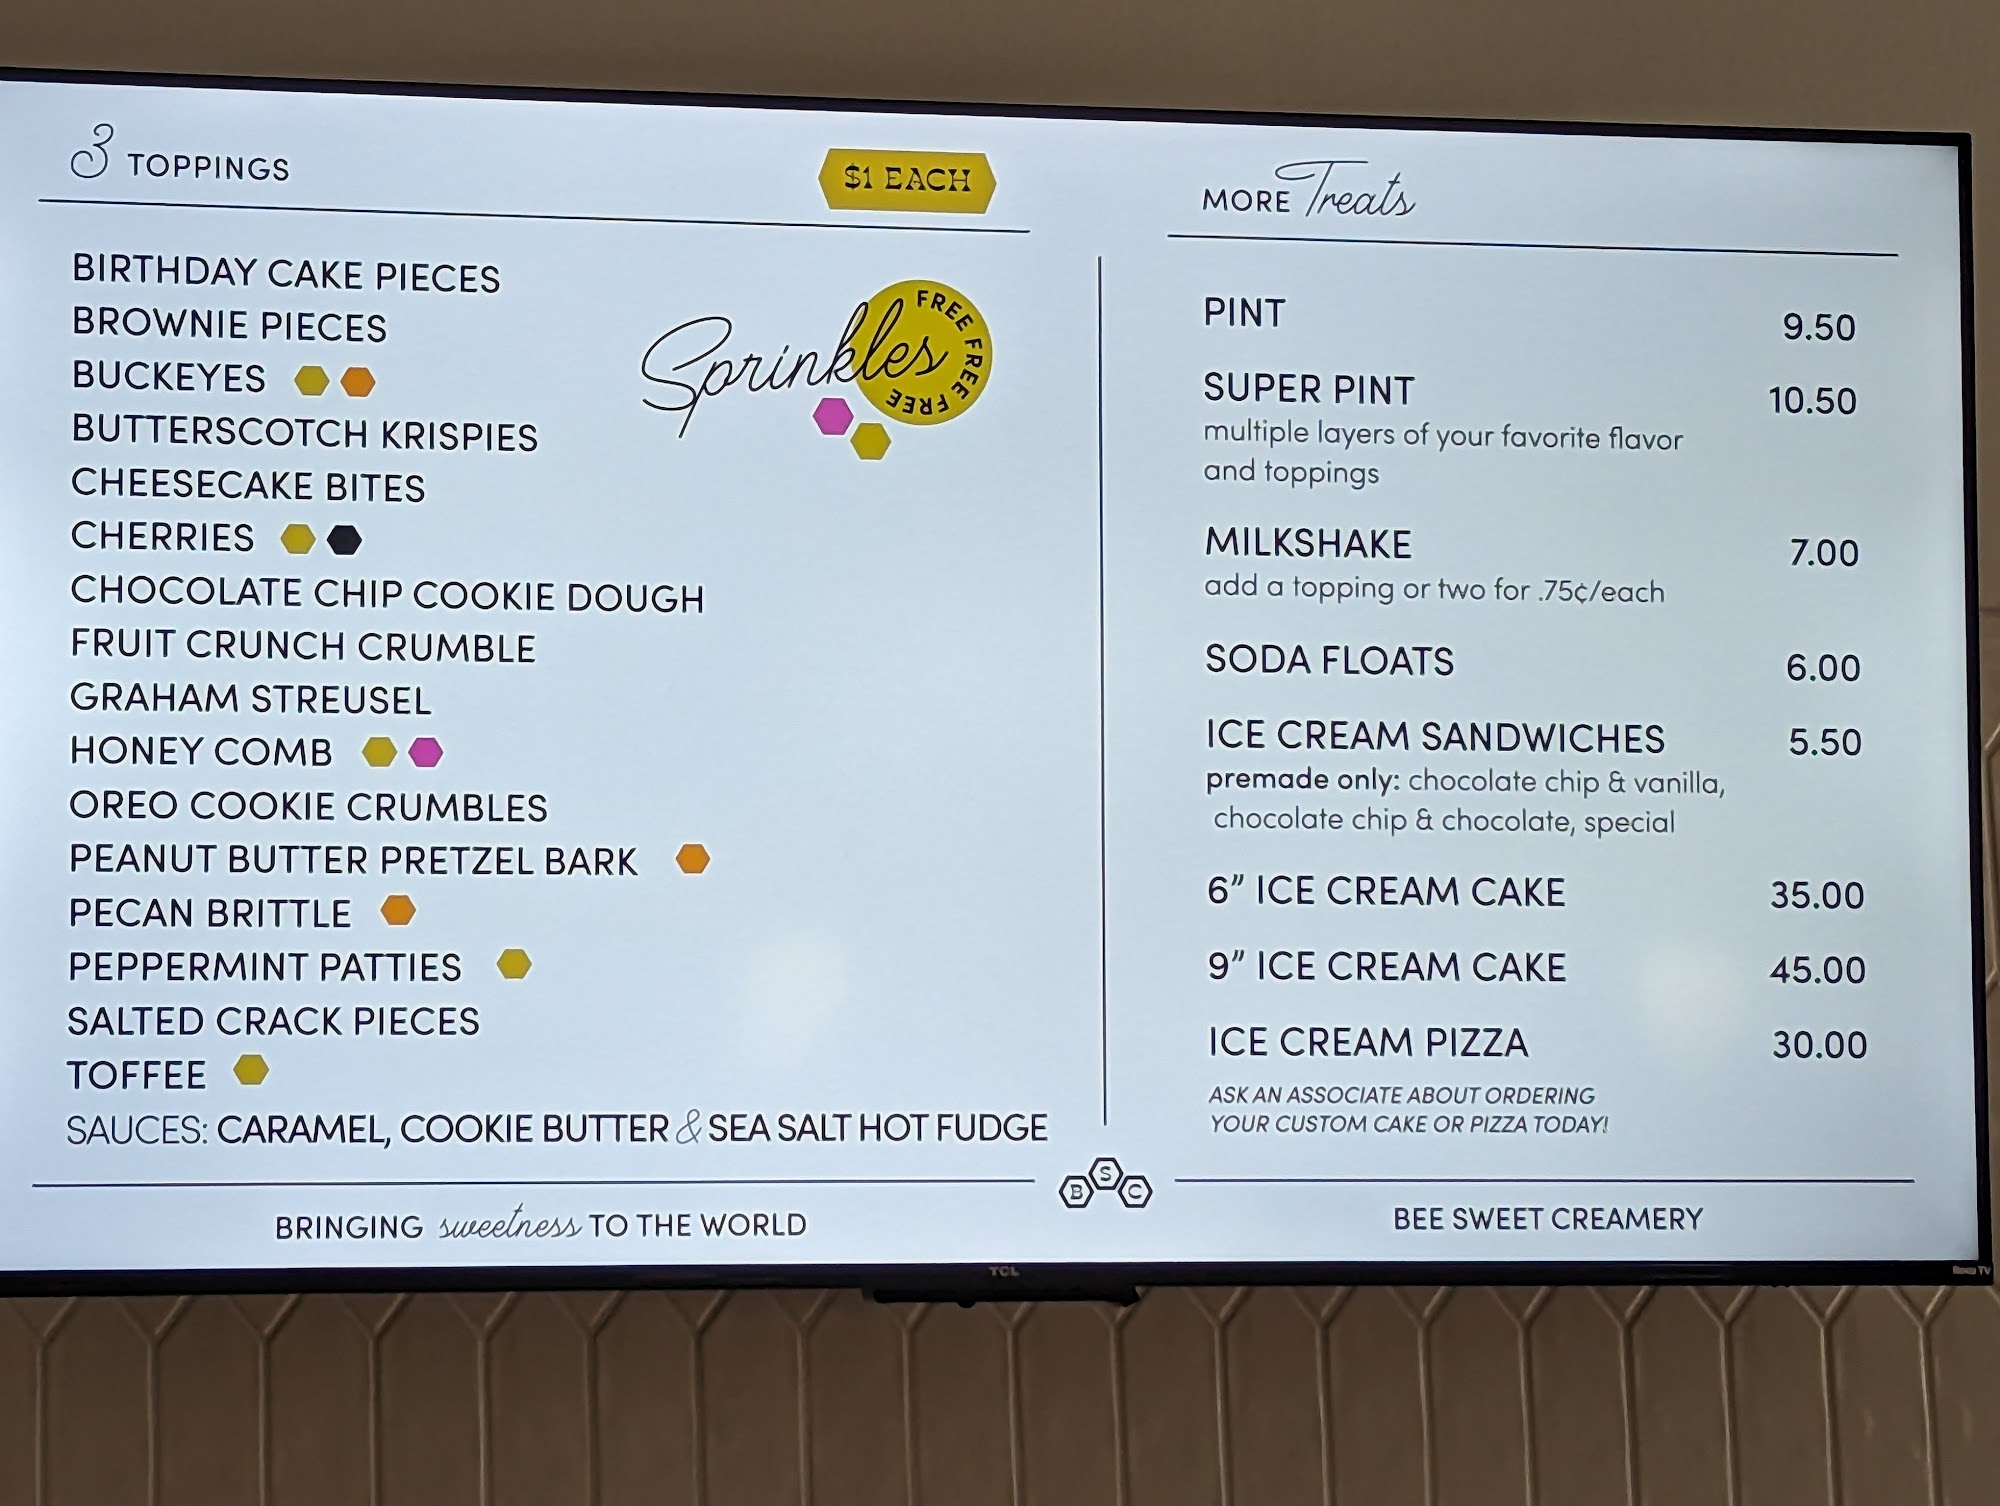 3 TOPPINGS
$1 EACH
BIRTHDAY CAKE PIECES
BROWNIE PIECES
BUCKEYES
BUTTERSCOTCH KRISPIES
CHEESECAKE BITES
CHERRIES
CHOCOLATE CHIP COOKIE DOUGH
FRUIT CRUNCH CRUMBLE
GRAHAM STREUSEL
HONEY COMB
OREO COOKIE CRUMBLES
PEANUT BUTTER PRETZEL BARK
PECAN BRITTLE
PEPPERMINT PATTIES
SALTED CRACK PIECES
TOFFEE
SAUCES: CARAMEL, COOKIE BUTTER & SEA SALT HOT FUDGE
Sprinkles
FREE FREE FREE FREE
MORE Treats
PINT 9.50
SUPER PINT 10.50
multiple layers of your favorite flavor
and toppings
MILKSHAKE 7.00
add a topping or two for .75¢/each
SODA FLOATS 6.00
ICE CREAM SANDWICHES 5.50
premade only: chocolate chip & vanilla,
chocolate chip & chocolate, special
6” ICE CREAM CAKE 35.00
9” ICE CREAM CAKE 45.00
ICE CREAM PIZZA 30.00
ASK AN ASSOCIATE ABOUT ORDERING
YOUR CUSTOM CAKE OR PIZZA TODAY!
BRINGING sweetness TO THE WORLD
B S C
BEE SWEET CREAMERY
TCL
Roku TV